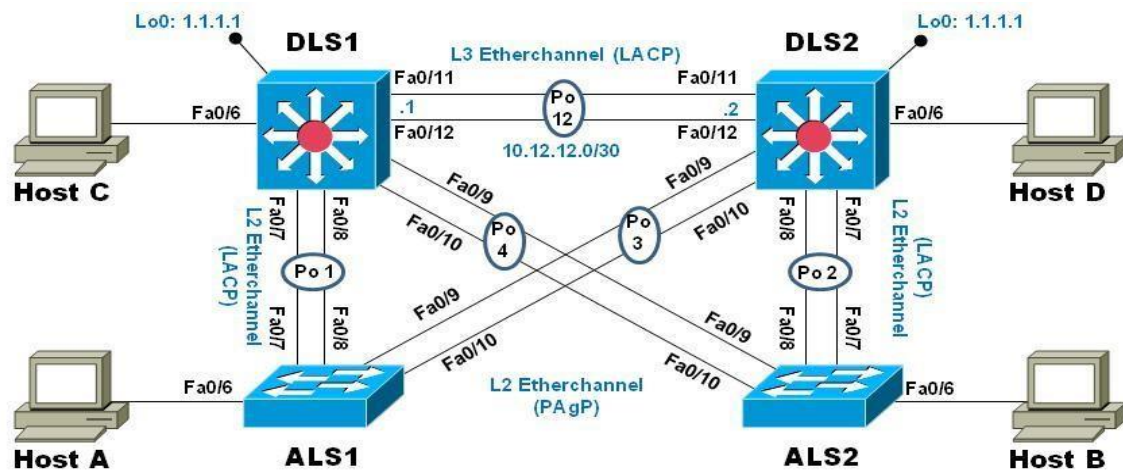 Lo0: 1.1.1.1
Lo0: 1.1.1.1
DLS1
DLS2
L3 Etherchannel (LACP)
Fa0/11
Fa0/11
Fa0/6
.1
Po
12
.2
Fa0/6
Fa0/12
Fa0/12
10.12.12.0/30
Host C
Host D
Fa0/9
Fa0/9
Fa0/10
Fa0/10
Fa0/7
Fa0/8
Fa0/8
Fa0/7
L2 Etherchannel
(LACP)
Po 1
Po
4
Po
3
Po 2
L2 Etherchannel
(LACP)
Fa0/7
Fa0/8
Fa0/9
Fa0/10
Fa0/9
Fa0/10
Fa0/8
Fa0/7
L2 Etherchannel
(PAgP)
Fa0/6
Fa0/6
Host A
ALS1
ALS2
Host B